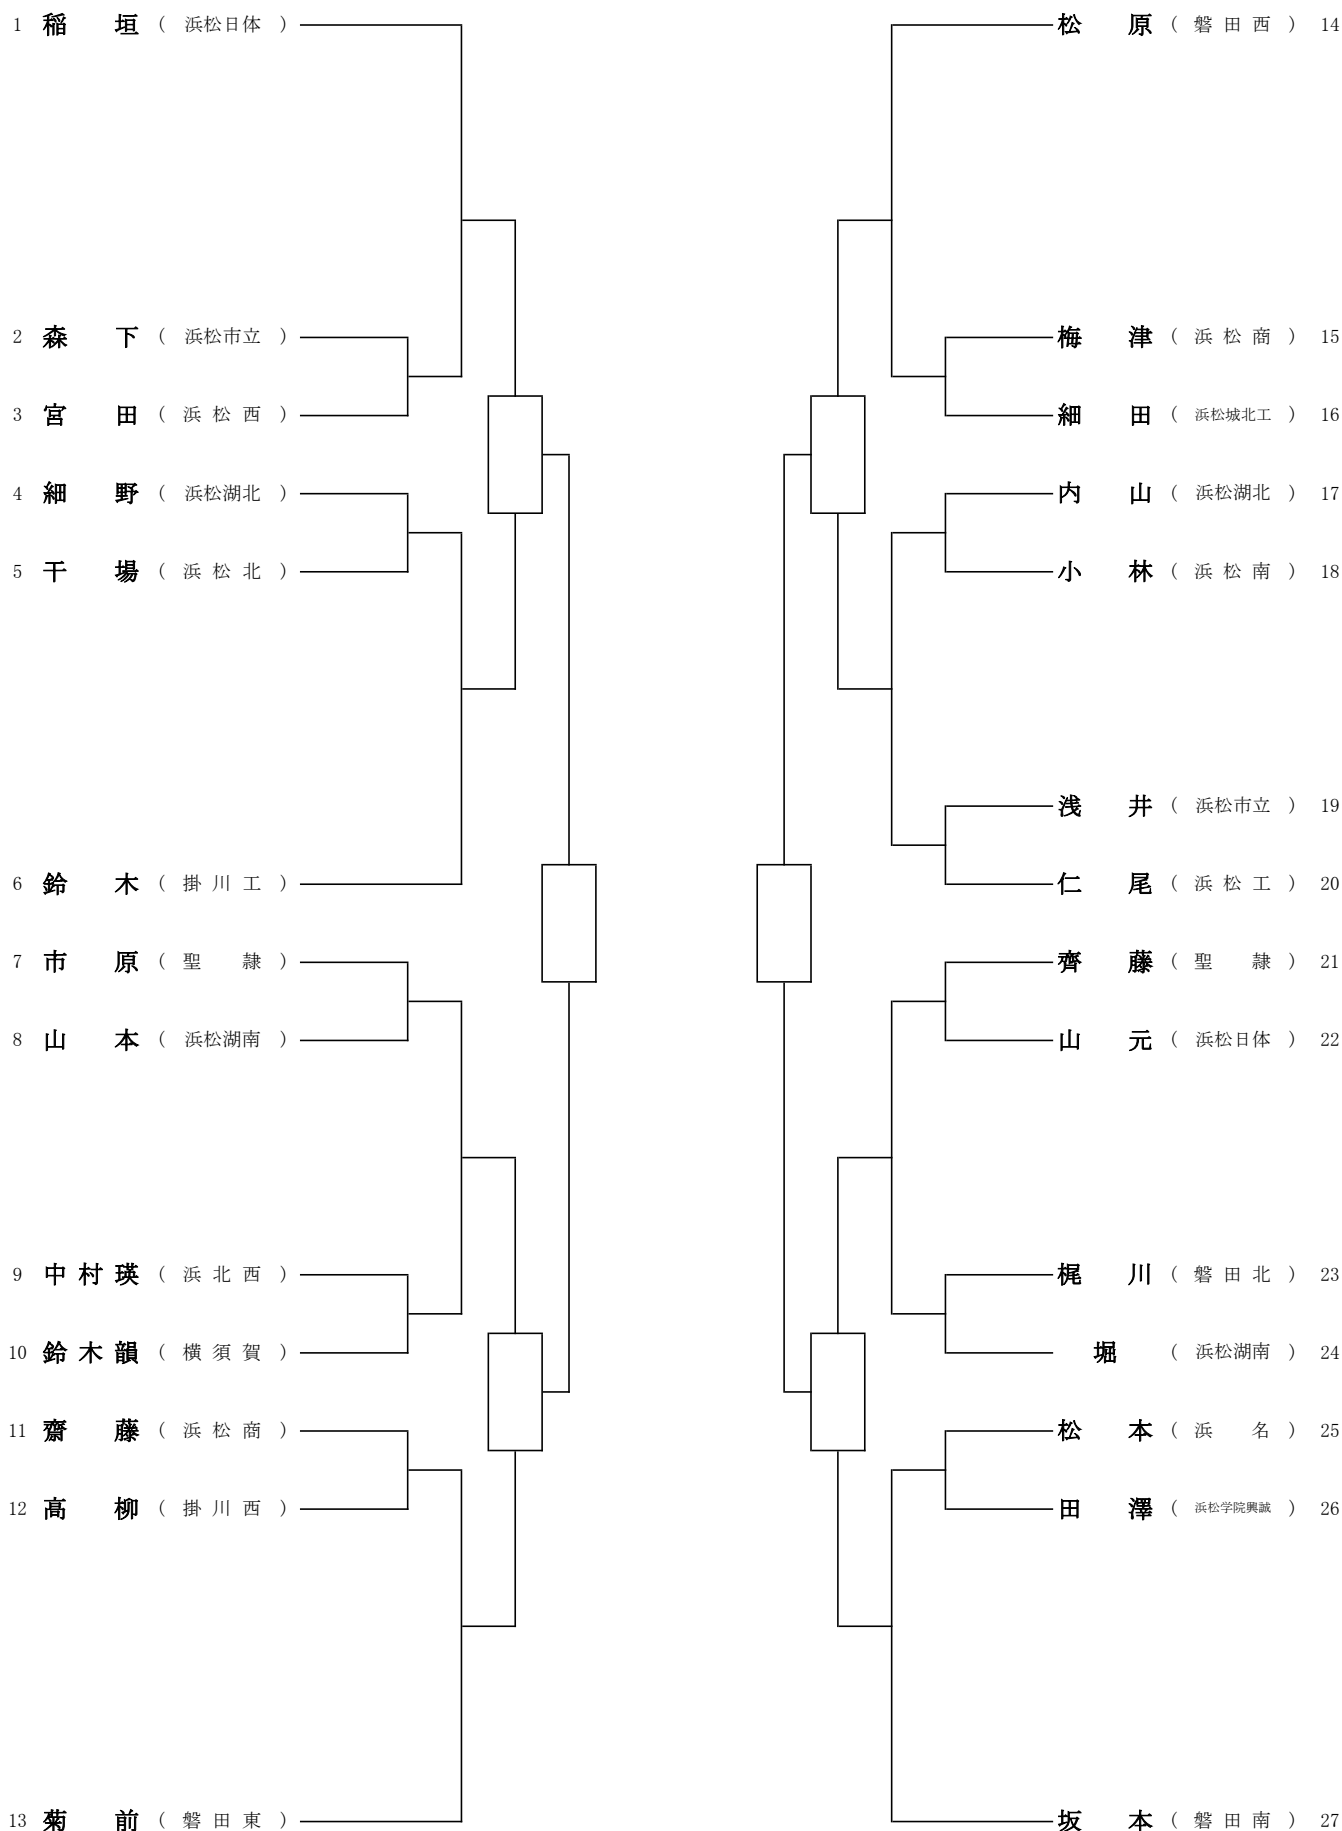 1 稲垣 ( 浜松日体 )
2 森下 ( 浜松市立 )
3 宮田 ( 浜松西 )
4 細野 ( 浜松湖北 )
5 干場 ( 浜松北 )
6 鈴木 ( 掛川工 )
7 市原 ( 聖隷 )
8 山本 ( 浜松湖南 )
9 中村瑛 ( 浜北西 )
10 鈴木韻 ( 横須賀 )
11 齋藤 ( 浜松商 )
12 髙柳 ( 掛川西 )
13 菊前 ( 磐田東 )
松原 ( 磐田西 ) 14
梅津 ( 浜松商 ) 15
細田 ( 浜松城北工 ) 16
内山 ( 浜松湖北 ) 17
小林 ( 浜松南 ) 18
浅井 ( 浜松市立 ) 19
仁尾 ( 浜松工 ) 20
齊藤 ( 聖隷 ) 21
山元 ( 浜松日体 ) 22
梶川 ( 磐田北 ) 23
堀 ( 浜松湖南 ) 24
松本 ( 浜名 ) 25
田澤 ( 浜松学院興誠 ) 26
坂本 ( 磐田南 ) 27